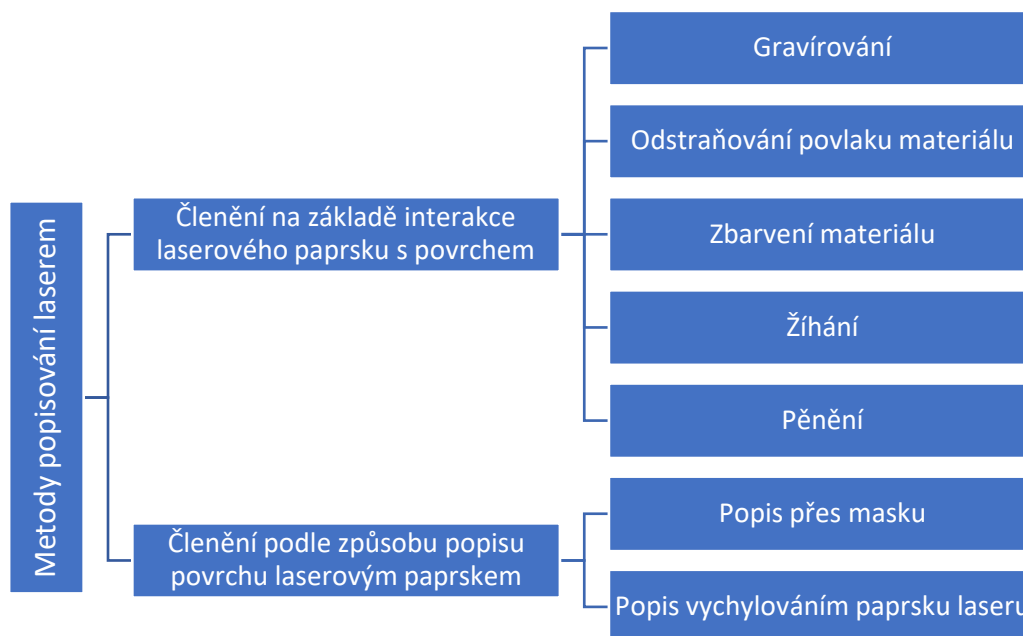 Metody popisování laserem
Členění na základě interakce
laserového paprsku s povrchem
Gravírování
Odstraňování povlaku materiálu
Zbarvení materiálu
Žíhání
Pěnění
Členění podle způsobu popisu
povrchu laserovým paprskem
Popis přes masku
Popis vychylováním paprsku laseru